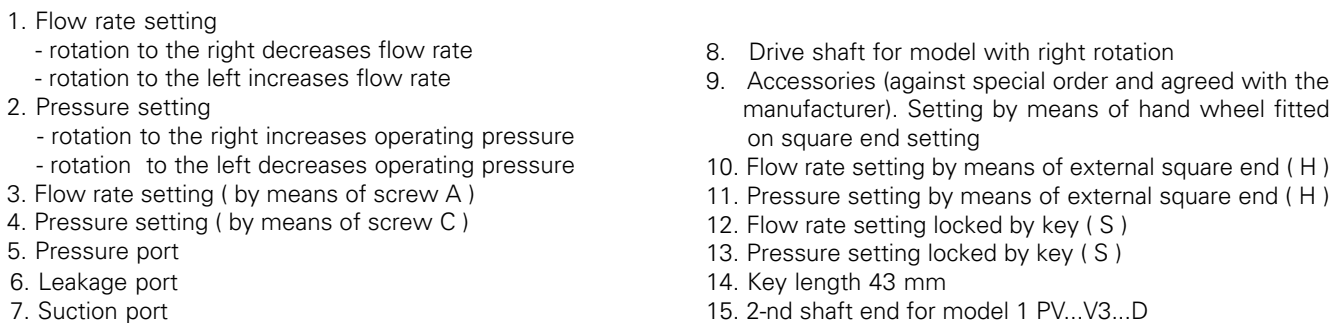 1. Flow rate setting
- rotation to the right decreases flow rate
- rotation to the left increases flow rate
2. Pressure setting
- rotation to the right increases operating pressure
- rotation to the left decreases operating pressure
3. Flow rate setting ( by means of screw A )
4. Pressure setting ( by means of screw C )
5. Pressure port
6. Leakage port
7. Suction port
8. Drive shaft for model with right rotation
9. Accessories (against special order and agreed with the
manufacturer). Setting by means of hand wheel fitted
on square end setting
10. Flow rate setting by means of external square end ( H )
11. Pressure setting by means of external square end ( H )
12. Flow rate setting locked by key ( S )
13. Pressure setting locked by key ( S )
14. Key length 43 mm
15. 2-nd shaft end for model 1 PV...V3...D